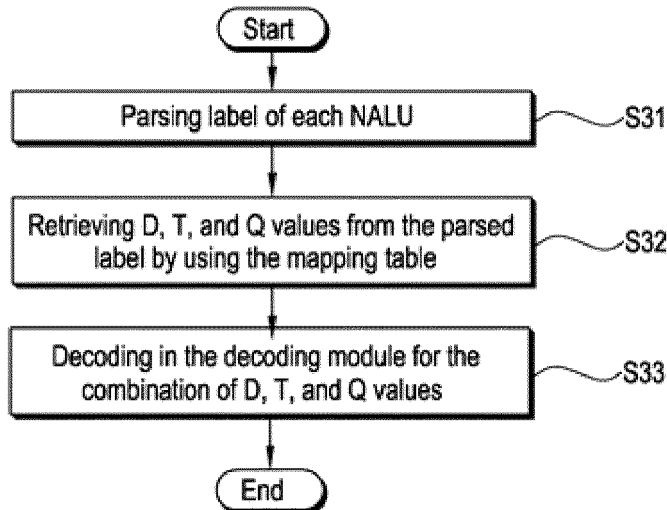 Start
Parsing label of each NALU
S31
Retrieving D, T, and Q values from the parsed
label by using the mapping table
S32
Decoding in the decoding module for the
combination of D, T, and Q values
S33
End